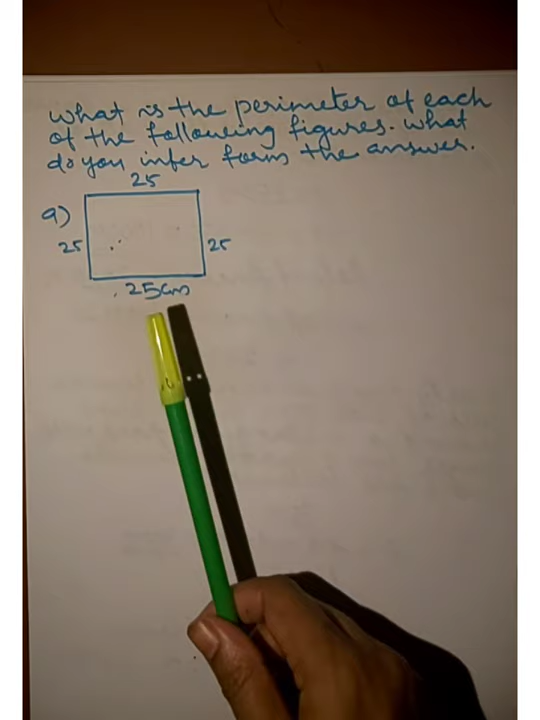 what is the perimeter of each
of the following figures. what
do you infer form the answer.
25
a)
25
25
25cm